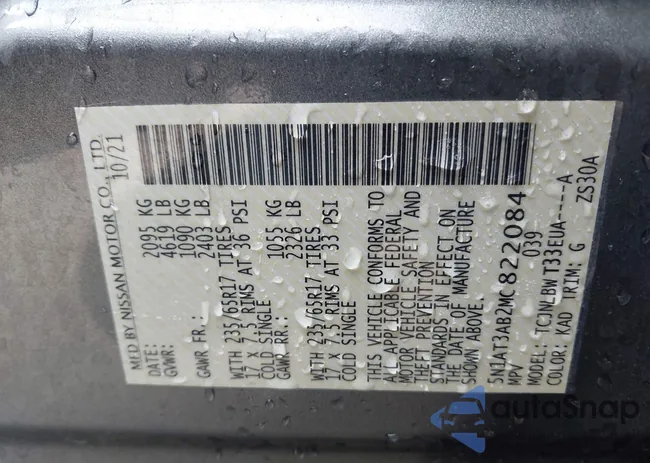 MFD BY NISSAN MOTOR CO., LTD.
DATE: 10/21
GVWR: 2095 KG
4619 LB
GAWR FR.: 1090 KG
2403 LB
WITH 235/65R17 TIRES
17 X 7.5 RIMS AT 36 PSI
COLD SINGLE
GAWR RR.: 1055 KG
2326 LB
WITH 235/65R17 TIRES
17 X 7.5 RIMS AT 33 PSI
COLD SINGLE
THIS VEHICLE CONFORMS TO
ALL APPLICABLE FEDERAL
MOTOR VEHICLE SAFETY AND
THEFT PREVENTION
STANDARDS IN EFFECT ON
THE DATE OF MANUFACTURE
SHOWN ABOVE.
5N1AT3AB2MC822084
MPV 039
TCJNLBW T33EUA----A
COLOR: KAD TRIM: G ZS30A
autoSnap